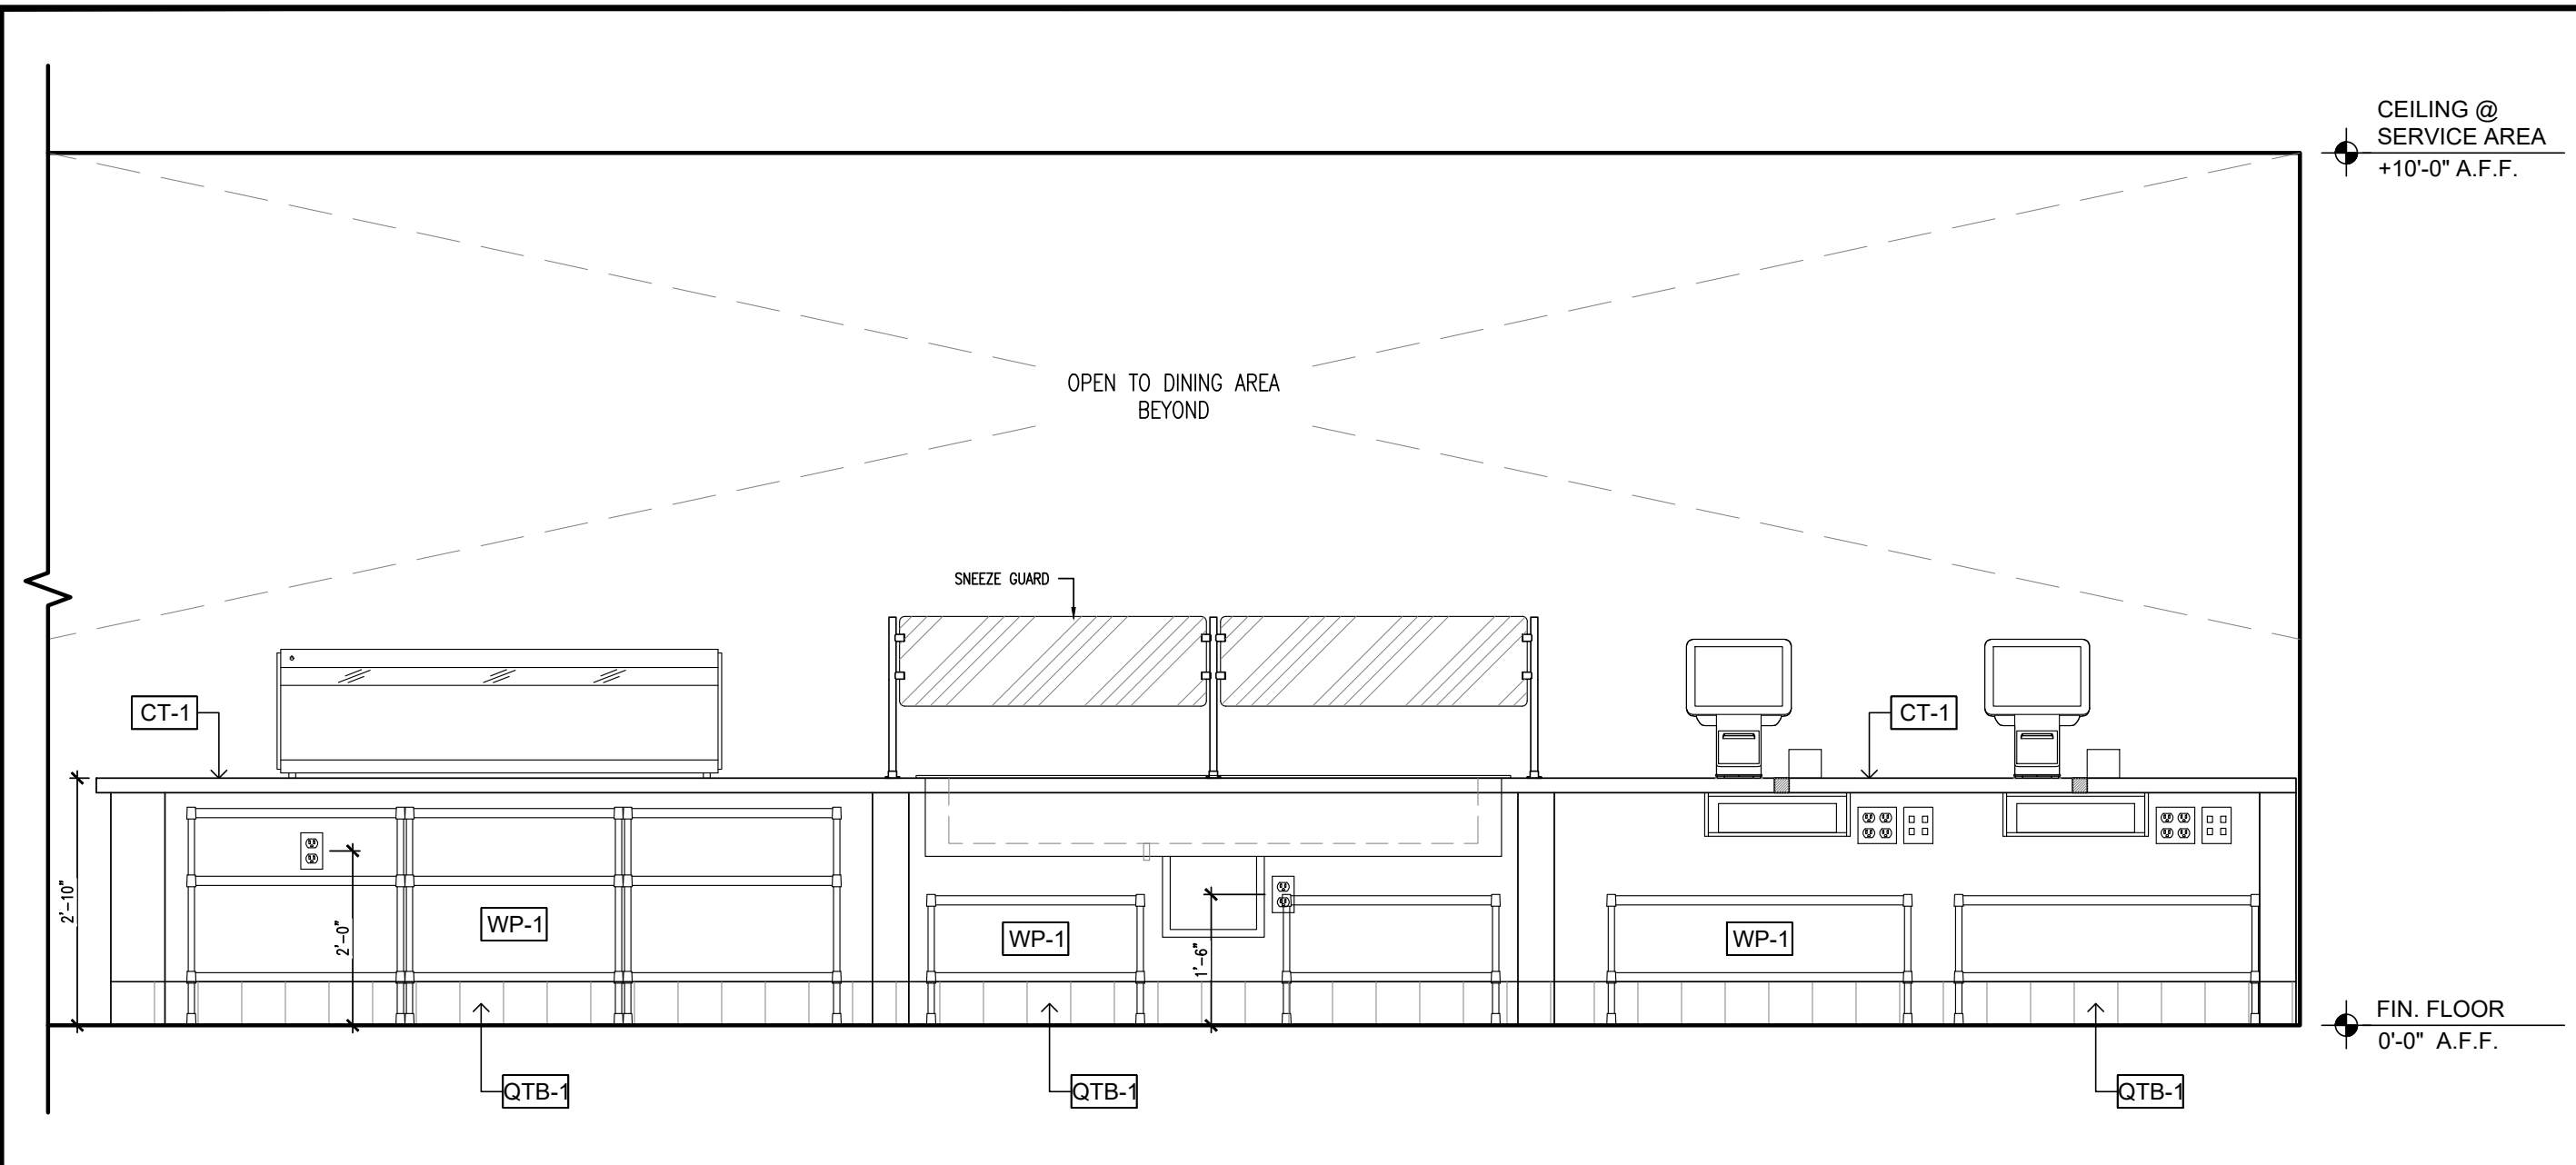 CEILING @
SERVICE AREA
+10'-0" A.F.F.
OPEN TO DINING AREA
BEYOND
SNEEZE GUARD
CT-1
CT-1
2'-10"
2'-0"
WP-1
WP-1
1'-6"
WP-1
FIN. FLOOR
0'-0" A.F.F.
QTB-1
QTB-1
QTB-1